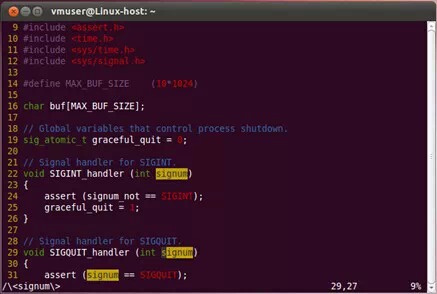 vmuser@Linux-host: ~
9 #include <assert.h>
10 #include <time.h>
11 #include <sys/time.h>
12 #include <sys/signal.h>
13
14 #define MAX_BUF_SIZE    (10*1024)
15
16 char buf[MAX_BUF_SIZE];
17
18 // Global variables that control process shutdown.
19 sig_atomic_t graceful_quit = 0;
20
21 // Signal handler for SIGINT.
22 void SIGINT_handler (int signum)
23 {
24     assert (signum_not == SIGINT);
25     graceful_quit = 1;
26 }
27
28 // Signal handler for SIGQUIT.
29 void SIGQUIT_handler (int signum)
30 {
31     assert (signum == SIGQUIT);
/\<signum\> 29,27 9%